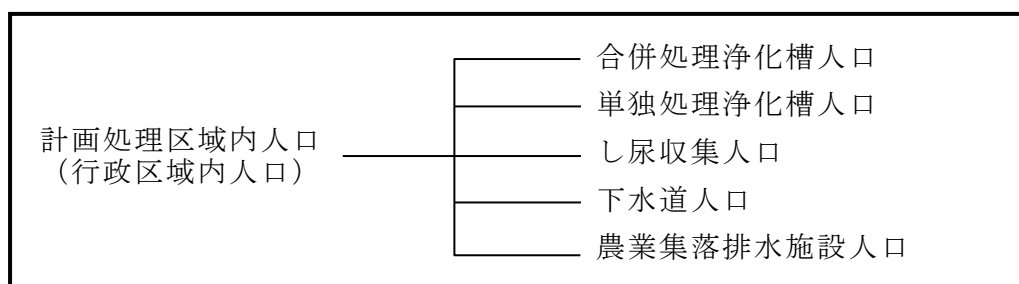 計画処理区域内人口
（行政区域内人口）
合併処理浄化槽人口
単独処理浄化槽人口
し尿収集人口
下水道人口
農業集落排水施設人口